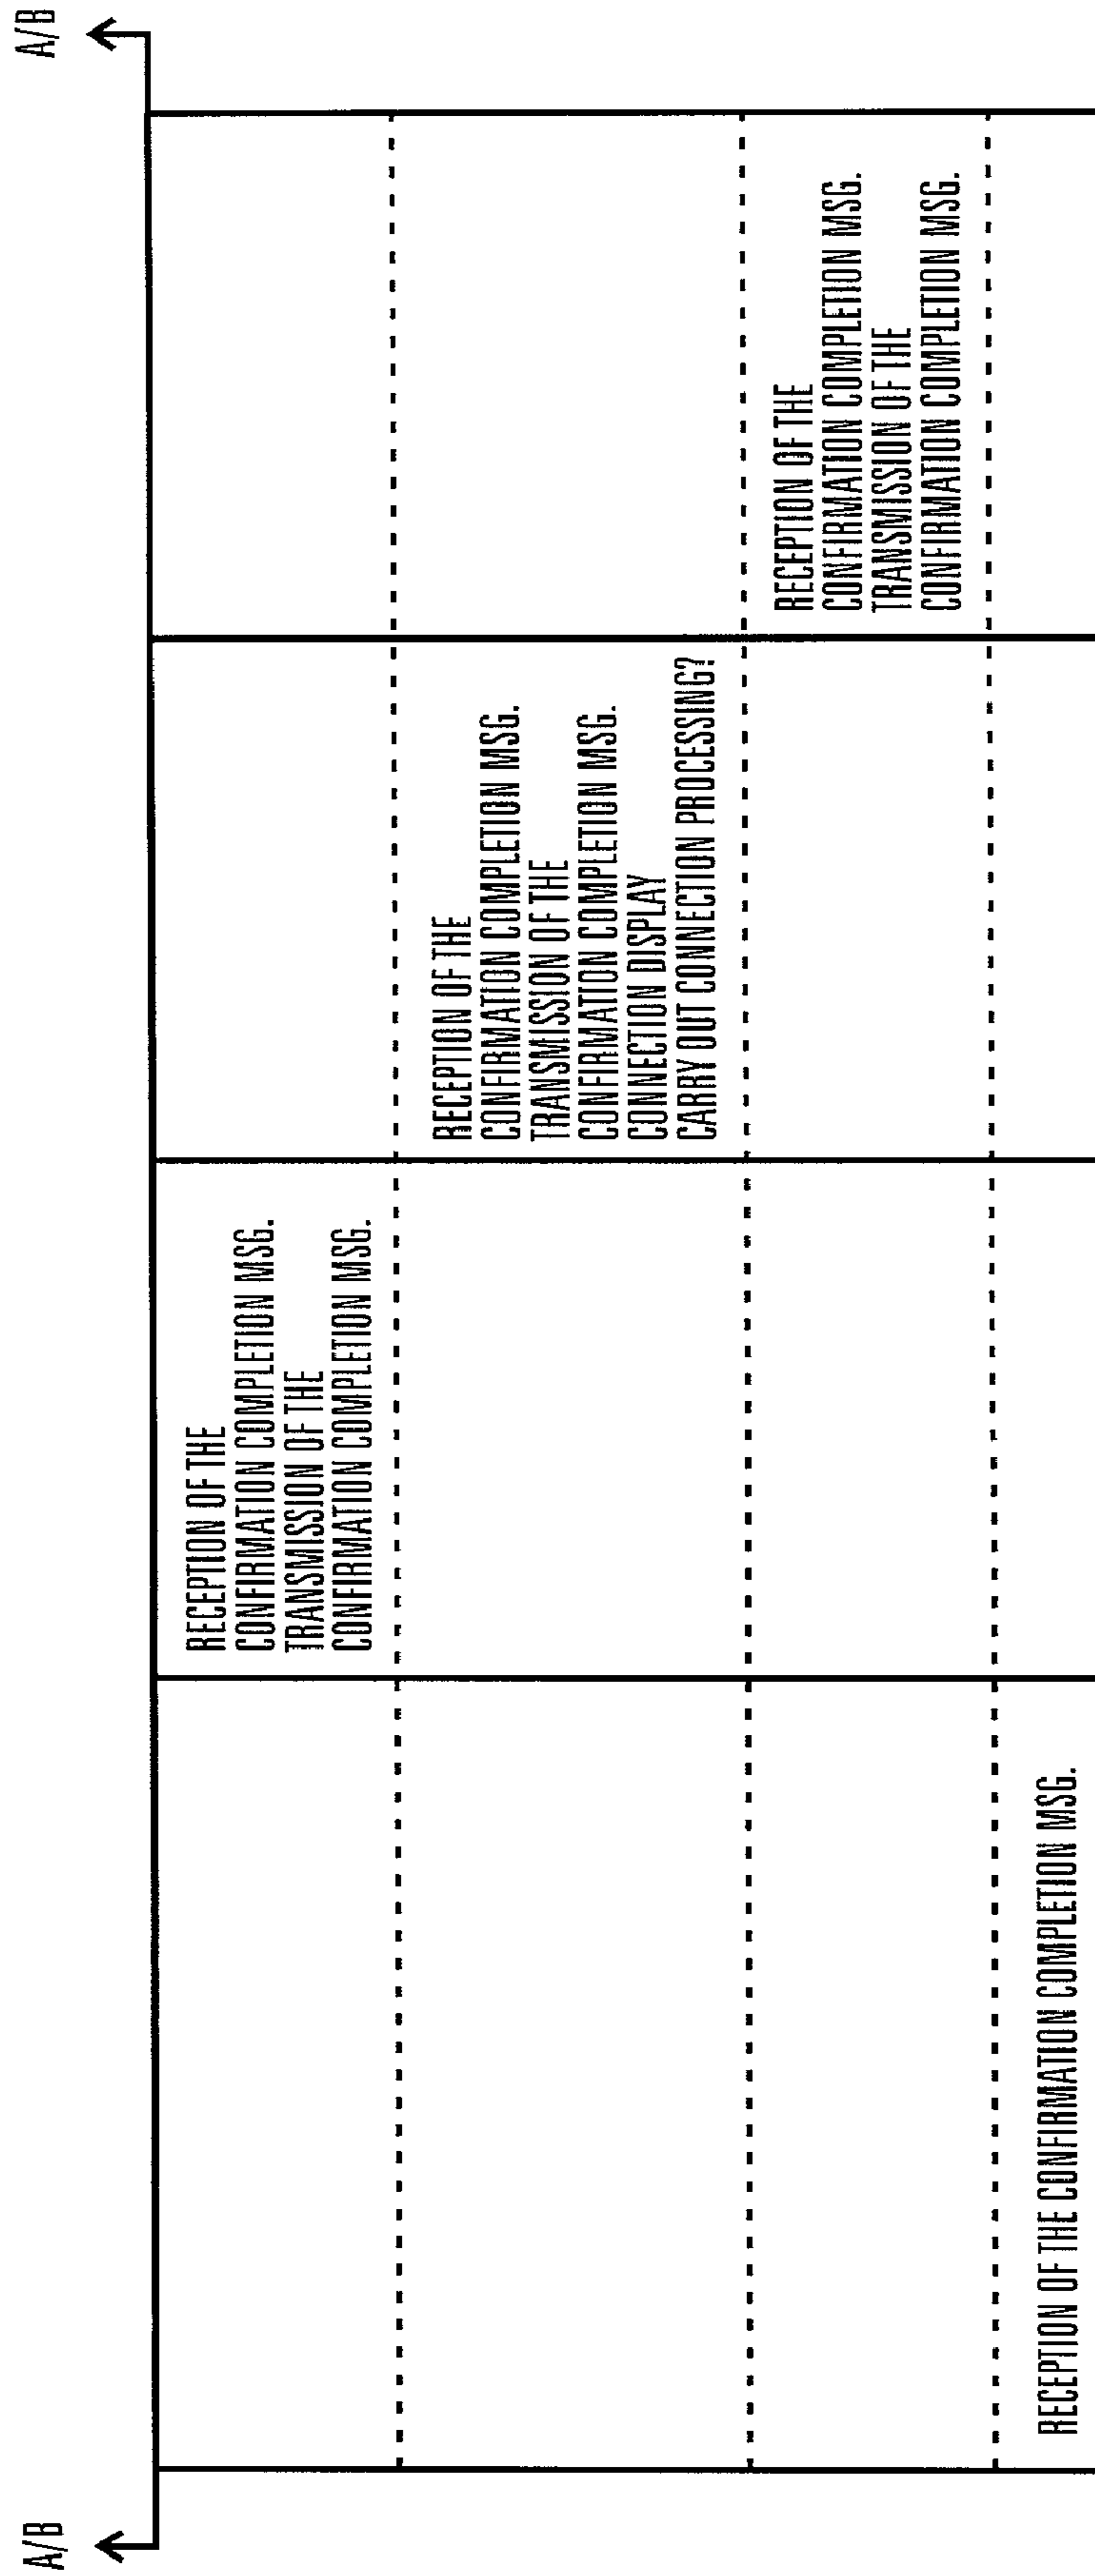 A/B
A/B
RECEPTION OF THE
CONFIRMATION COMPLETION MSG.
TRANSMISSION OF THE
CONFIRMATION COMPLETION MSG.
RECEPTION OF THE
CONFIRMATION COMPLETION MSG.
TRANSMISSION OF THE
CONFIRMATION COMPLETION MSG.
CONNECTION DISPLAY
CARRY OUT CONNECTION PROCESSING?
RECEPTION OF THE
CONFIRMATION COMPLETION MSG.
TRANSMISSION OF THE
CONFIRMATION COMPLETION MSG.
RECEPTION OF THE CONFIRMATION COMPLETION MSG.